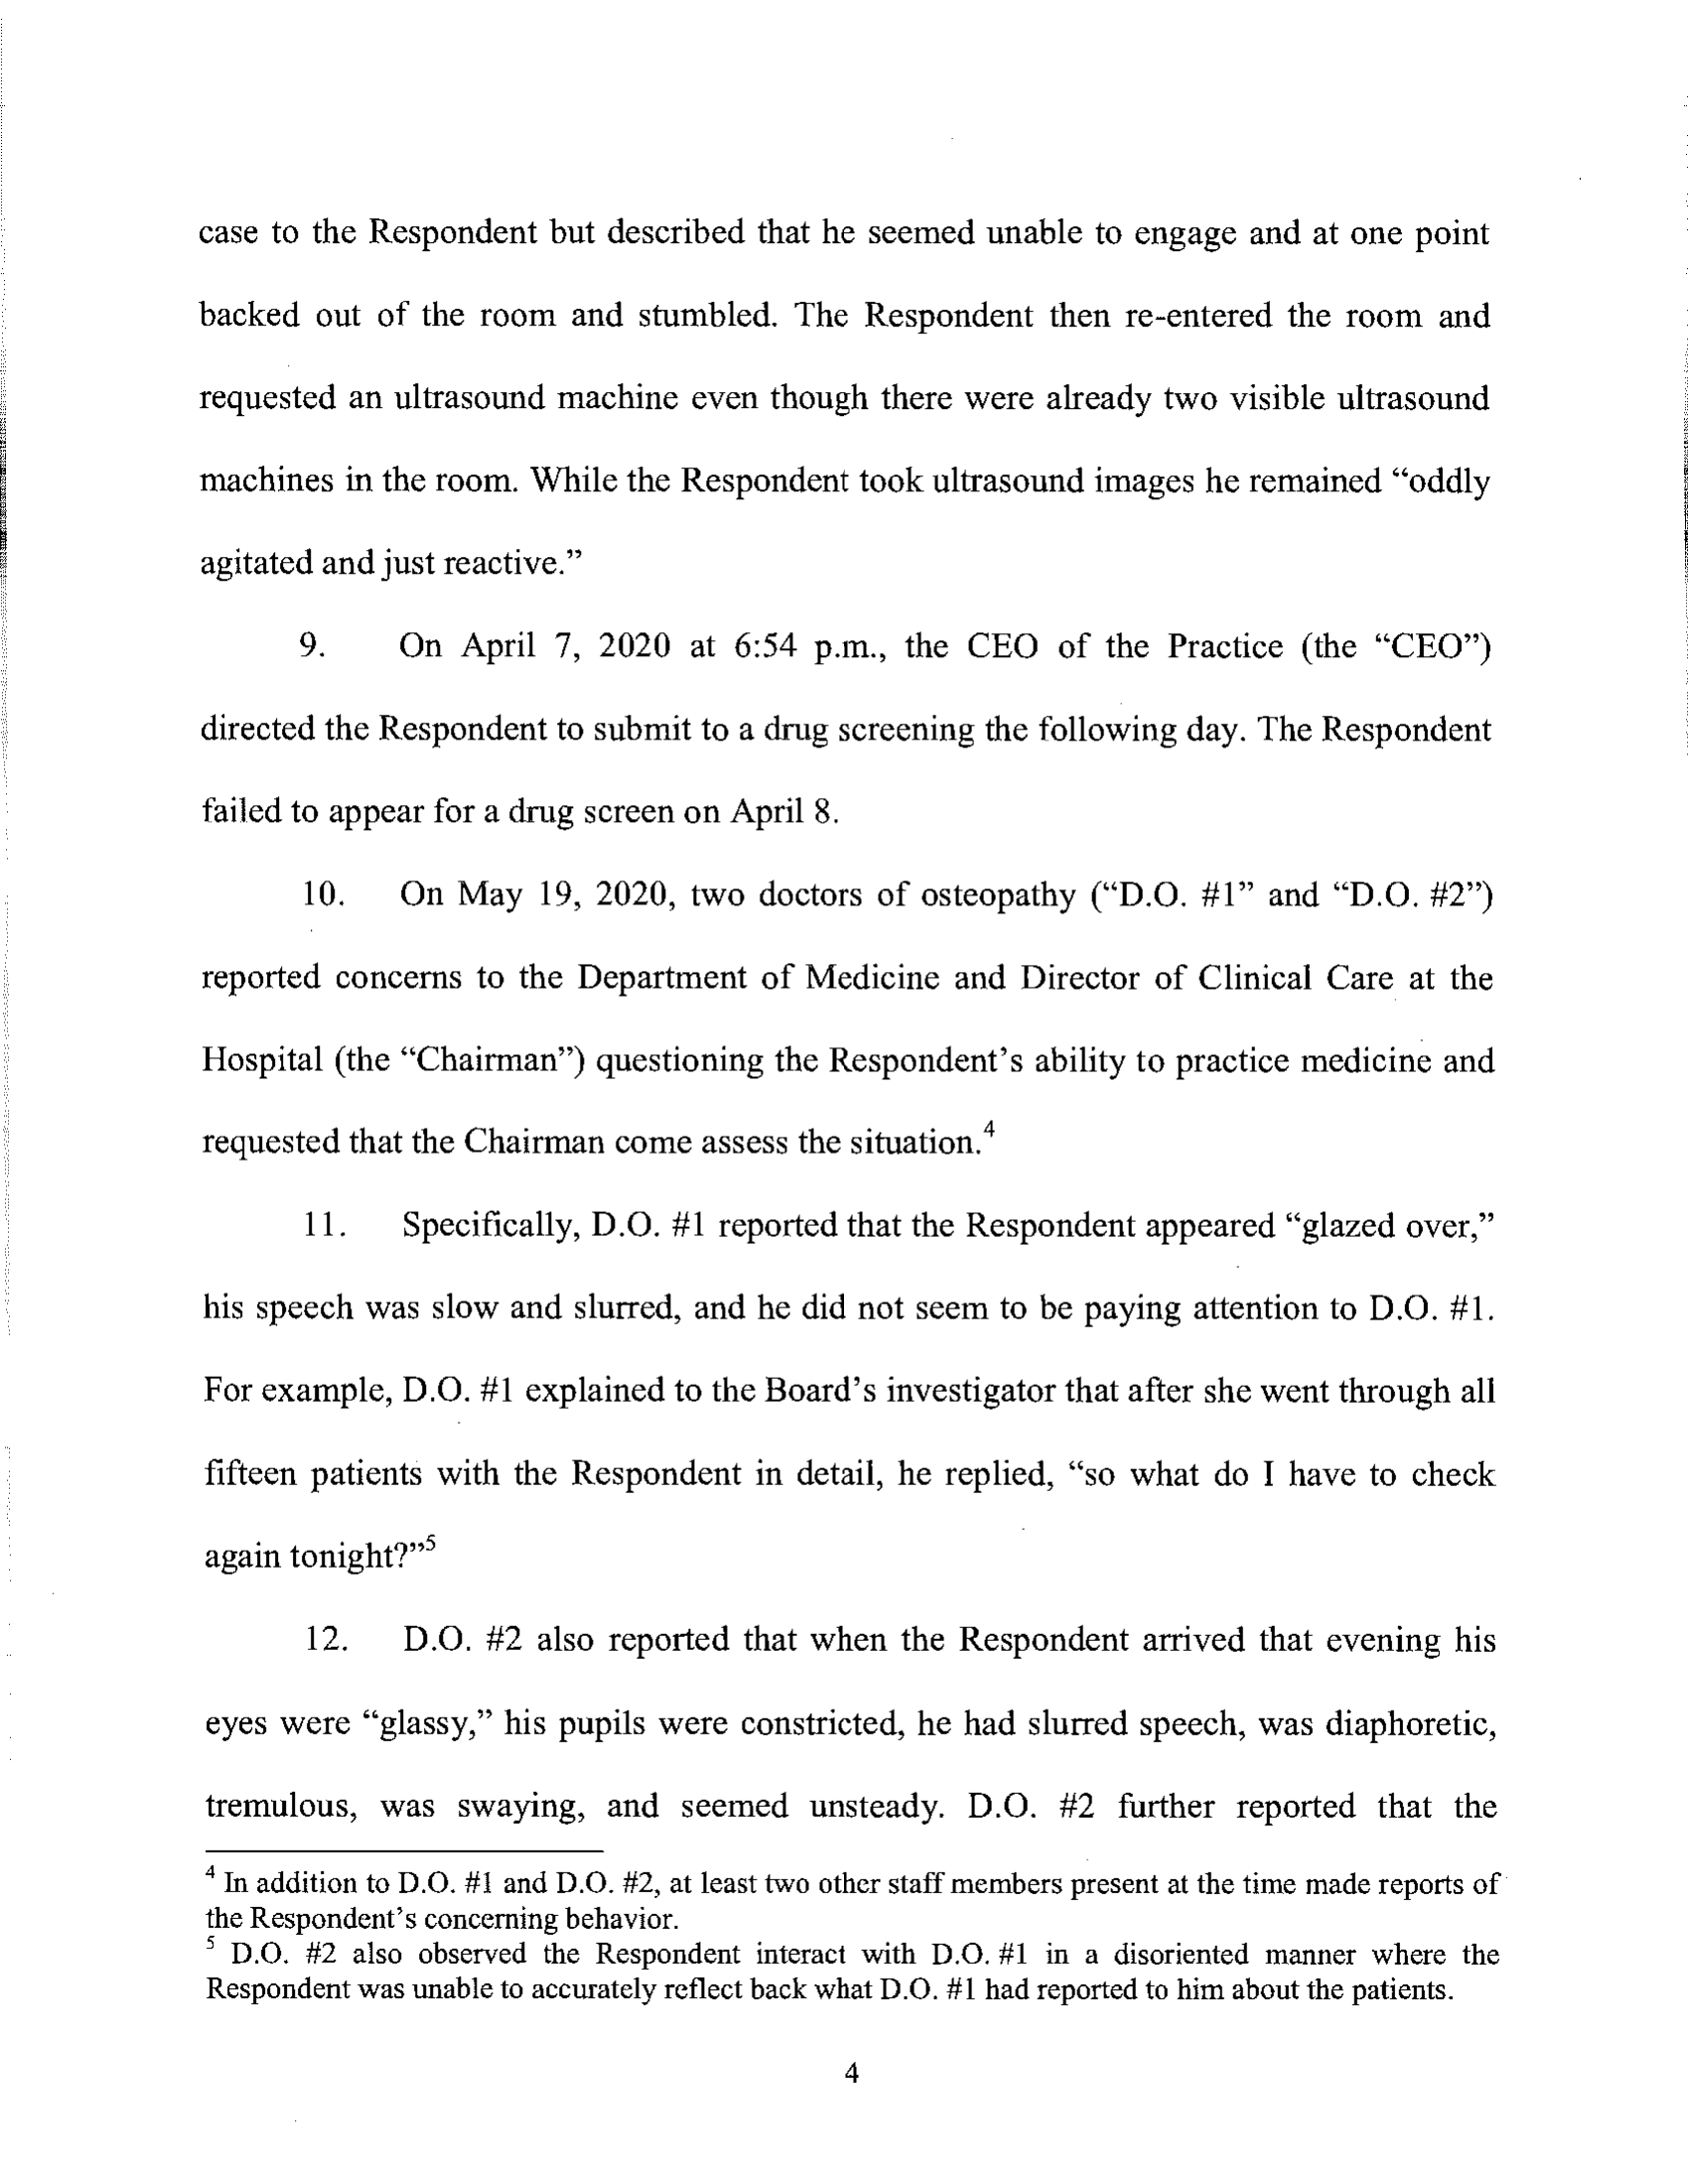 case to the Respondent but described that he seemed unable to engage and at one point
backed out of the room and stumbled. The Respondent then re-entered the room and
requested an ultrasound machine even though there were already two visible ultrasound
machines in the room. While the Respondent took ultrasound images he remained “oddly
agitated and just reactive.”
9. On April 7, 2020 at 6:54 p.m., the CEO of the Practice (the “CEO”)
directed the Respondent to submit to a drug screening the following day. The Respondent
failed to appear for a drug screen on April 8.
10. On May 19, 2020, two doctors of osteopathy (“D.O. #1” and “D.O. #2”)
reported concerns to the Department of Medicine and Director of Clinical Care at the
Hospital (the “Chairman”) questioning the Respondent’s ability to practice medicine and
requested that the Chairman come assess the situation.4
11. Specifically, D.O. #1 reported that the Respondent appeared “glazed over,”
his speech was slow and slurred, and he did not seem to be paying attention to D.O. #1.
For example, D.O. #1 explained to the Board’s investigator that after she went through all
fifteen patients with the Respondent in detail, he replied, “so what do I have to check
again tonight?”5
12. D.O. #2 also reported that when the Respondent arrived that evening his
eyes were “glassy,” his pupils were constricted, he had slurred speech, was diaphoretic,
tremulous, was swaying, and seemed unsteady. D.O. #2 further reported that the
4 In addition to D.O. #1 and D.O. #2, at least two other staff members present at the time made reports of
the Respondent’s concerning behavior.
5 D.O. #2 also observed the Respondent interact with D.O. #1 in a disoriented manner where the
Respondent was unable to accurately reflect back what D.O. #1 had reported to him about the patients.
4